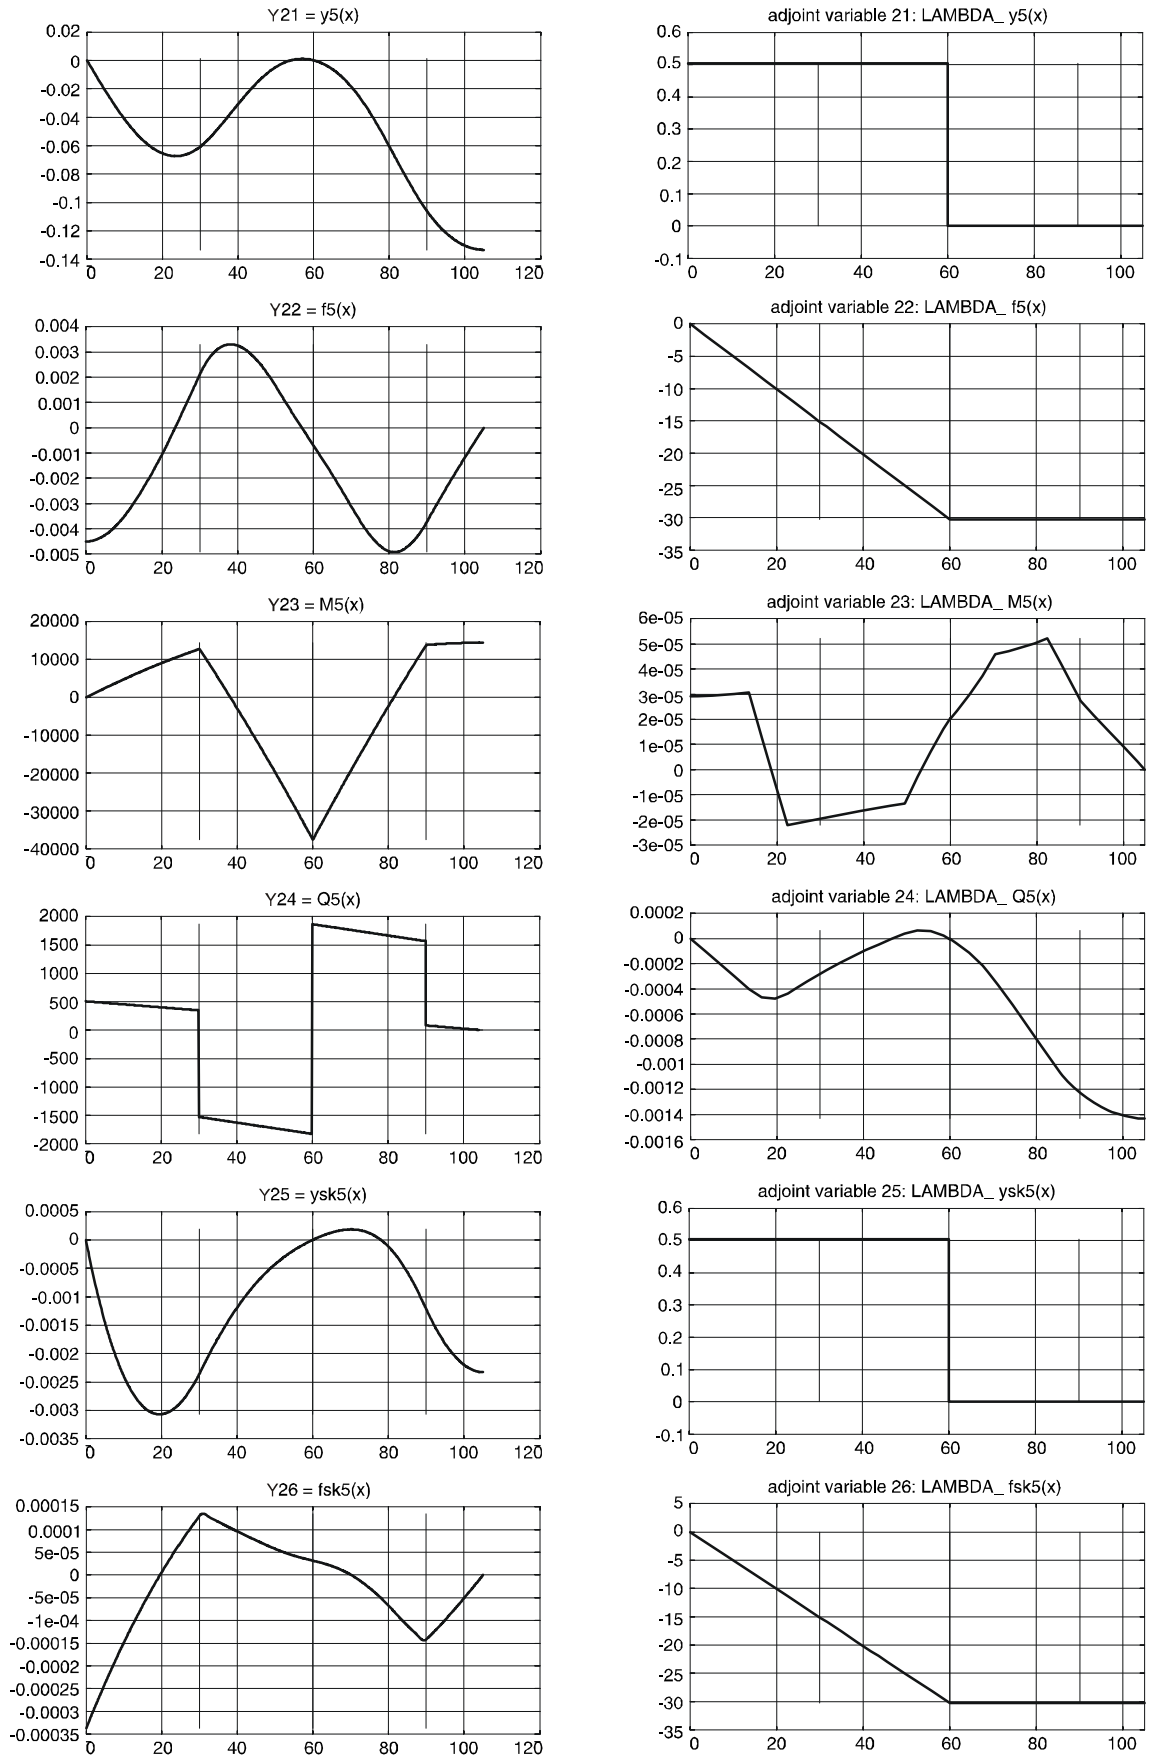 Y21 = y5(x)
0.02
0
-0.02
-0.04
-0.06
-0.08
-0.1
-0.12
-0.14
0 20 40 60 80 100 120
adjoint variable 21: LAMBDA_ y5(x)
0.6
0.5
0.4
0.3
0.2
0.1
0
-0.1
0 20 40 60 80 100
Y22 = f5(x)
0.004
0.003
0.002
0.001
0
-0.001
-0.002
-0.003
-0.004
-0.005
0 20 40 60 80 100 120
adjoint variable 22: LAMBDA_ f5(x)
0
-5
-10
-15
-20
-25
-30
-35
0 20 40 60 80 100
Y23 = M5(x)
20000
10000
0
-10000
-20000
-30000
-40000
0 20 40 60 80 100 120
adjoint variable 23: LAMBDA_ M5(x)
6e-05
5e-05
4e-05
3e-05
2e-05
1e-05
0
-1e-05
-2e-05
-3e-05
0 20 40 60 80 100
Y24 = Q5(x)
2000
1500
1000
500
0
-500
-1000
-1500
-2000
0 20 40 60 80 100 120
adjoint variable 24: LAMBDA_ Q5(x)
0.0002
0
-0.0002
-0.0004
-0.0006
-0.0008
-0.001
-0.0012
-0.0014
-0.0016
0 20 40 60 80 100
Y25 = ysk5(x)
0.0005
0
-0.0005
-0.001
-0.0015
-0.002
-0.0025
-0.003
-0.0035
0 20 40 60 80 100 120
adjoint variable 25: LAMBDA_ ysk5(x)
0.6
0.5
0.4
0.3
0.2
0.1
0
-0.1
0 20 40 60 80 100
Y26 = fsk5(x)
0.00015
0.0001
5e-05
0
-5e-05
-1e-04
-0.00015
-0.0002
-0.00025
-0.0003
-0.00035
0 20 40 60 80 100 120
adjoint variable 26: LAMBDA_ fsk5(x)
5
0
-5
-10
-15
-20
-25
-30
-35
0 20 40 60 80 100